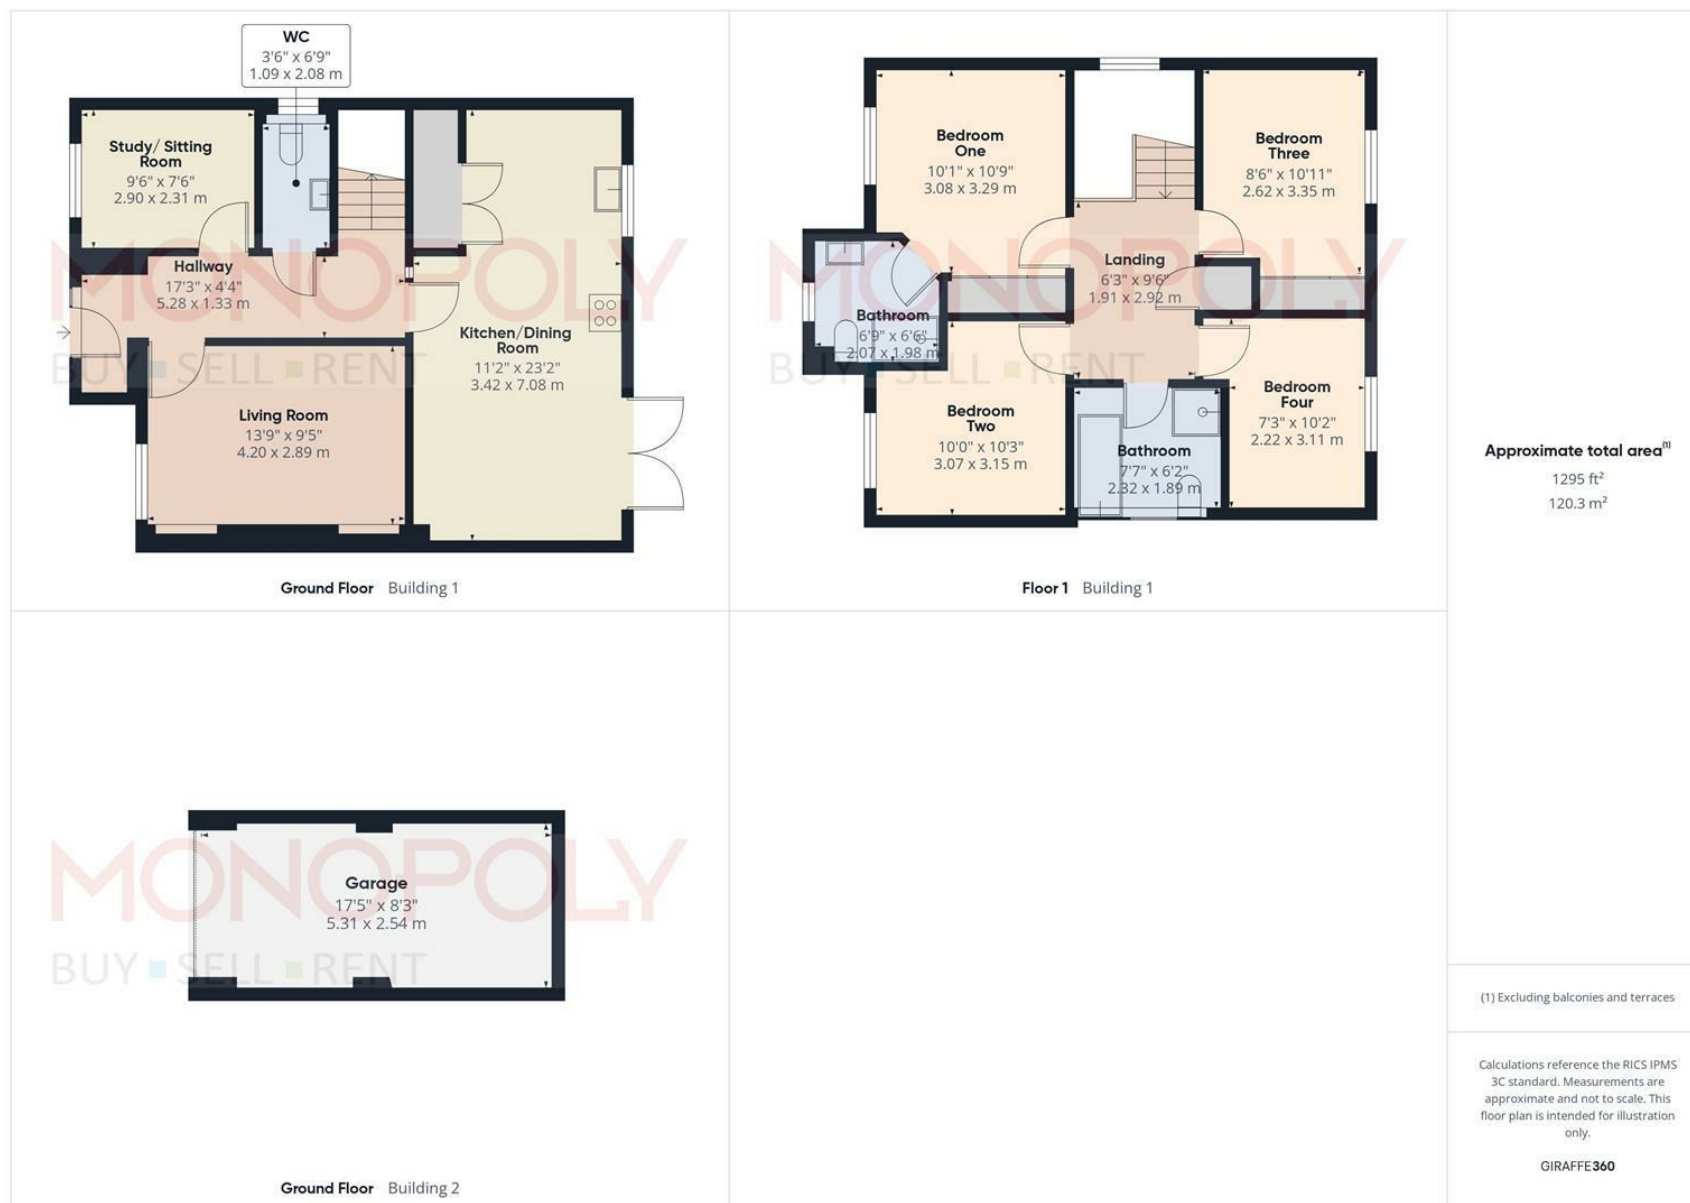 WC
3'6" x 6'9"
1.09 x 2.08 m
Study/ Sitting
Room
9'6" x 7'6"
2.90 x 2.31 m
Hallway
17'3" x 4'4"
5.28 x 1.33 m
Kitchen/Dining
Room
11'2" x 23'2"
3.42 x 7.08 m
Living Room
13'9" x 9'5"
4.20 x 2.89 m
MONOPOLY
BUY SELL RENT
Ground Floor Building 1
Bedroom
One
10'1" x 10'9"
3.08 x 3.29 m
Bedroom
Three
8'6" x 10'11"
2.62 x 3.35 m
Landing
6'3" x 9'6"
1.91 x 2.92 m
Bathroom
6'9" x 6'6"
2.07 x 1.98 m
Bedroom
Two
10'0" x 10'3"
3.07 x 3.15 m
Bathroom
7'7" x 6'2"
2.32 x 1.89 m
Bedroom
Four
7'3" x 10'2"
2.22 x 3.11 m
MONOPOLY
BUY SELL RENT
Floor 1 Building 1
Garage
17'5" x 8'3"
5.31 x 2.54 m
MONOPOLY
BUY SELL RENT
Ground Floor Building 2
Approximate total area(1)
1295 ft²
120.3 m²
(1) Excluding balconies and terraces
Calculations reference the RICS IPMS
3C standard. Measurements are
approximate and not to scale. This
floor plan is intended for illustration
only.
GIRAFFE360